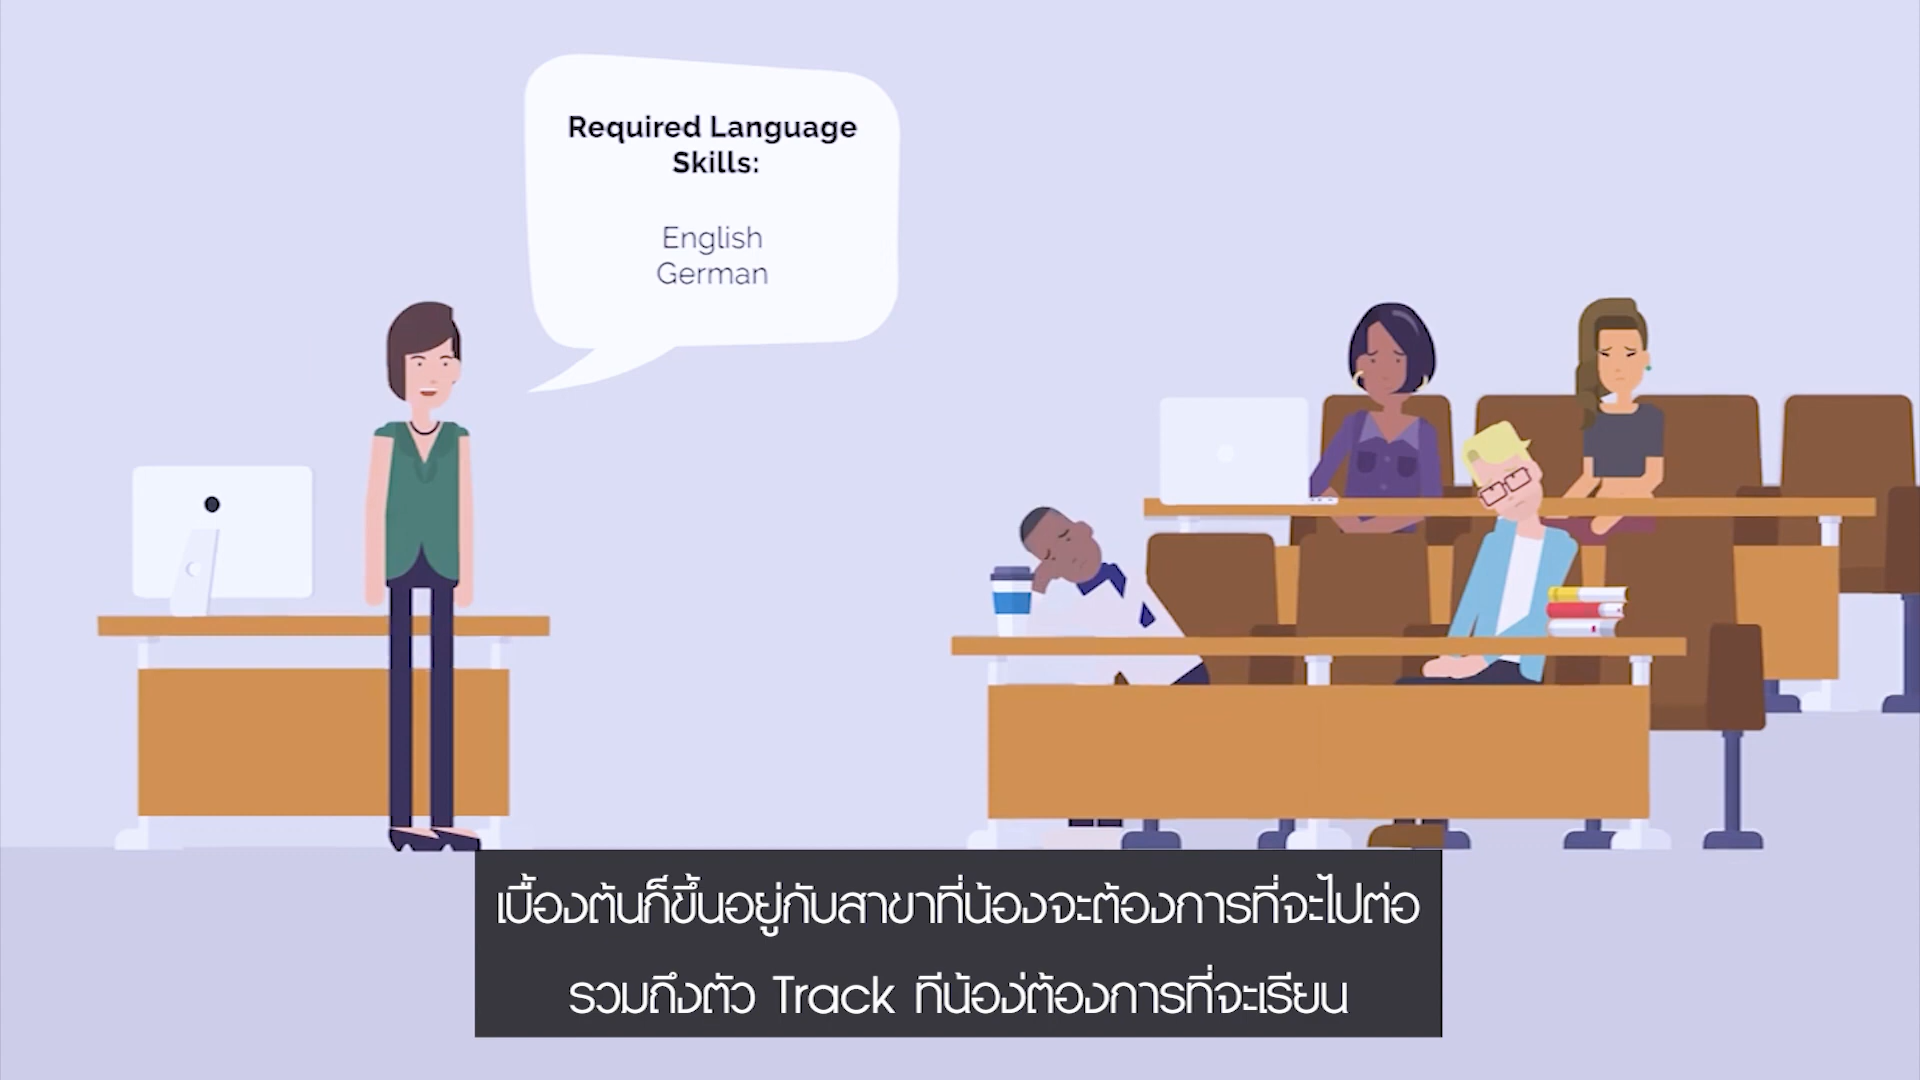 Required Language
Skills:
English
German
เบื้องต้นก็ขึ้นอยู่กับสาขาที่น้องจะต้องการที่จะไปต่อ
รวมถึงตัว Track ทีน้อง่ต้องการที่จะเรียน